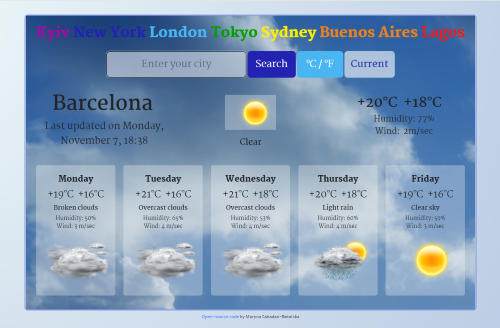 Kyiv New York London Tokyo Sydney Buenos Aires Lagos
Enter your city Search °C / °F Current
Barcelona
Last updated on Monday,
November 7, 18:38
Clear
+20°C +18°C
Humidity: 77%
Wind: 2m/sec
Monday
+19°C +16°C
Broken clouds
Humidity: 50%
Wind: 3 m/sec
Tuesday
+21°C +16°C
Overcast clouds
Humidity: 65%
Wind: 4 m/sec
Wednesday
+21°C +18°C
Overcast clouds
Humidity: 53%
Wind: 4 m/sec
Thursday
+20°C +18°C
Light rain
Humidity: 60%
Wind: 4 m/sec
Friday
+19°C +16°C
Clear sky
Humidity: 59%
Wind: 3 m/sec
Open-source code by Maryna